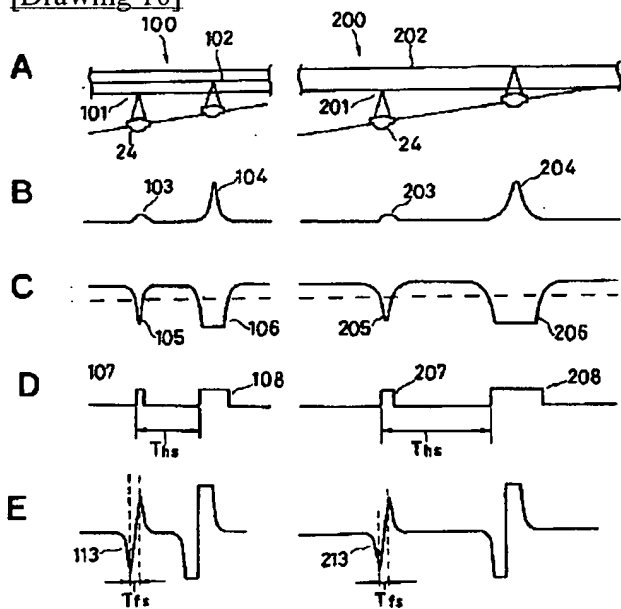 [Drawing 10]
A 100 102 101 24 200 202 201 24
B 103 104 203 204
C 105 106 205 206
D 107 108 207 208
Ths Ths
E 113 213
Tfs Tfs